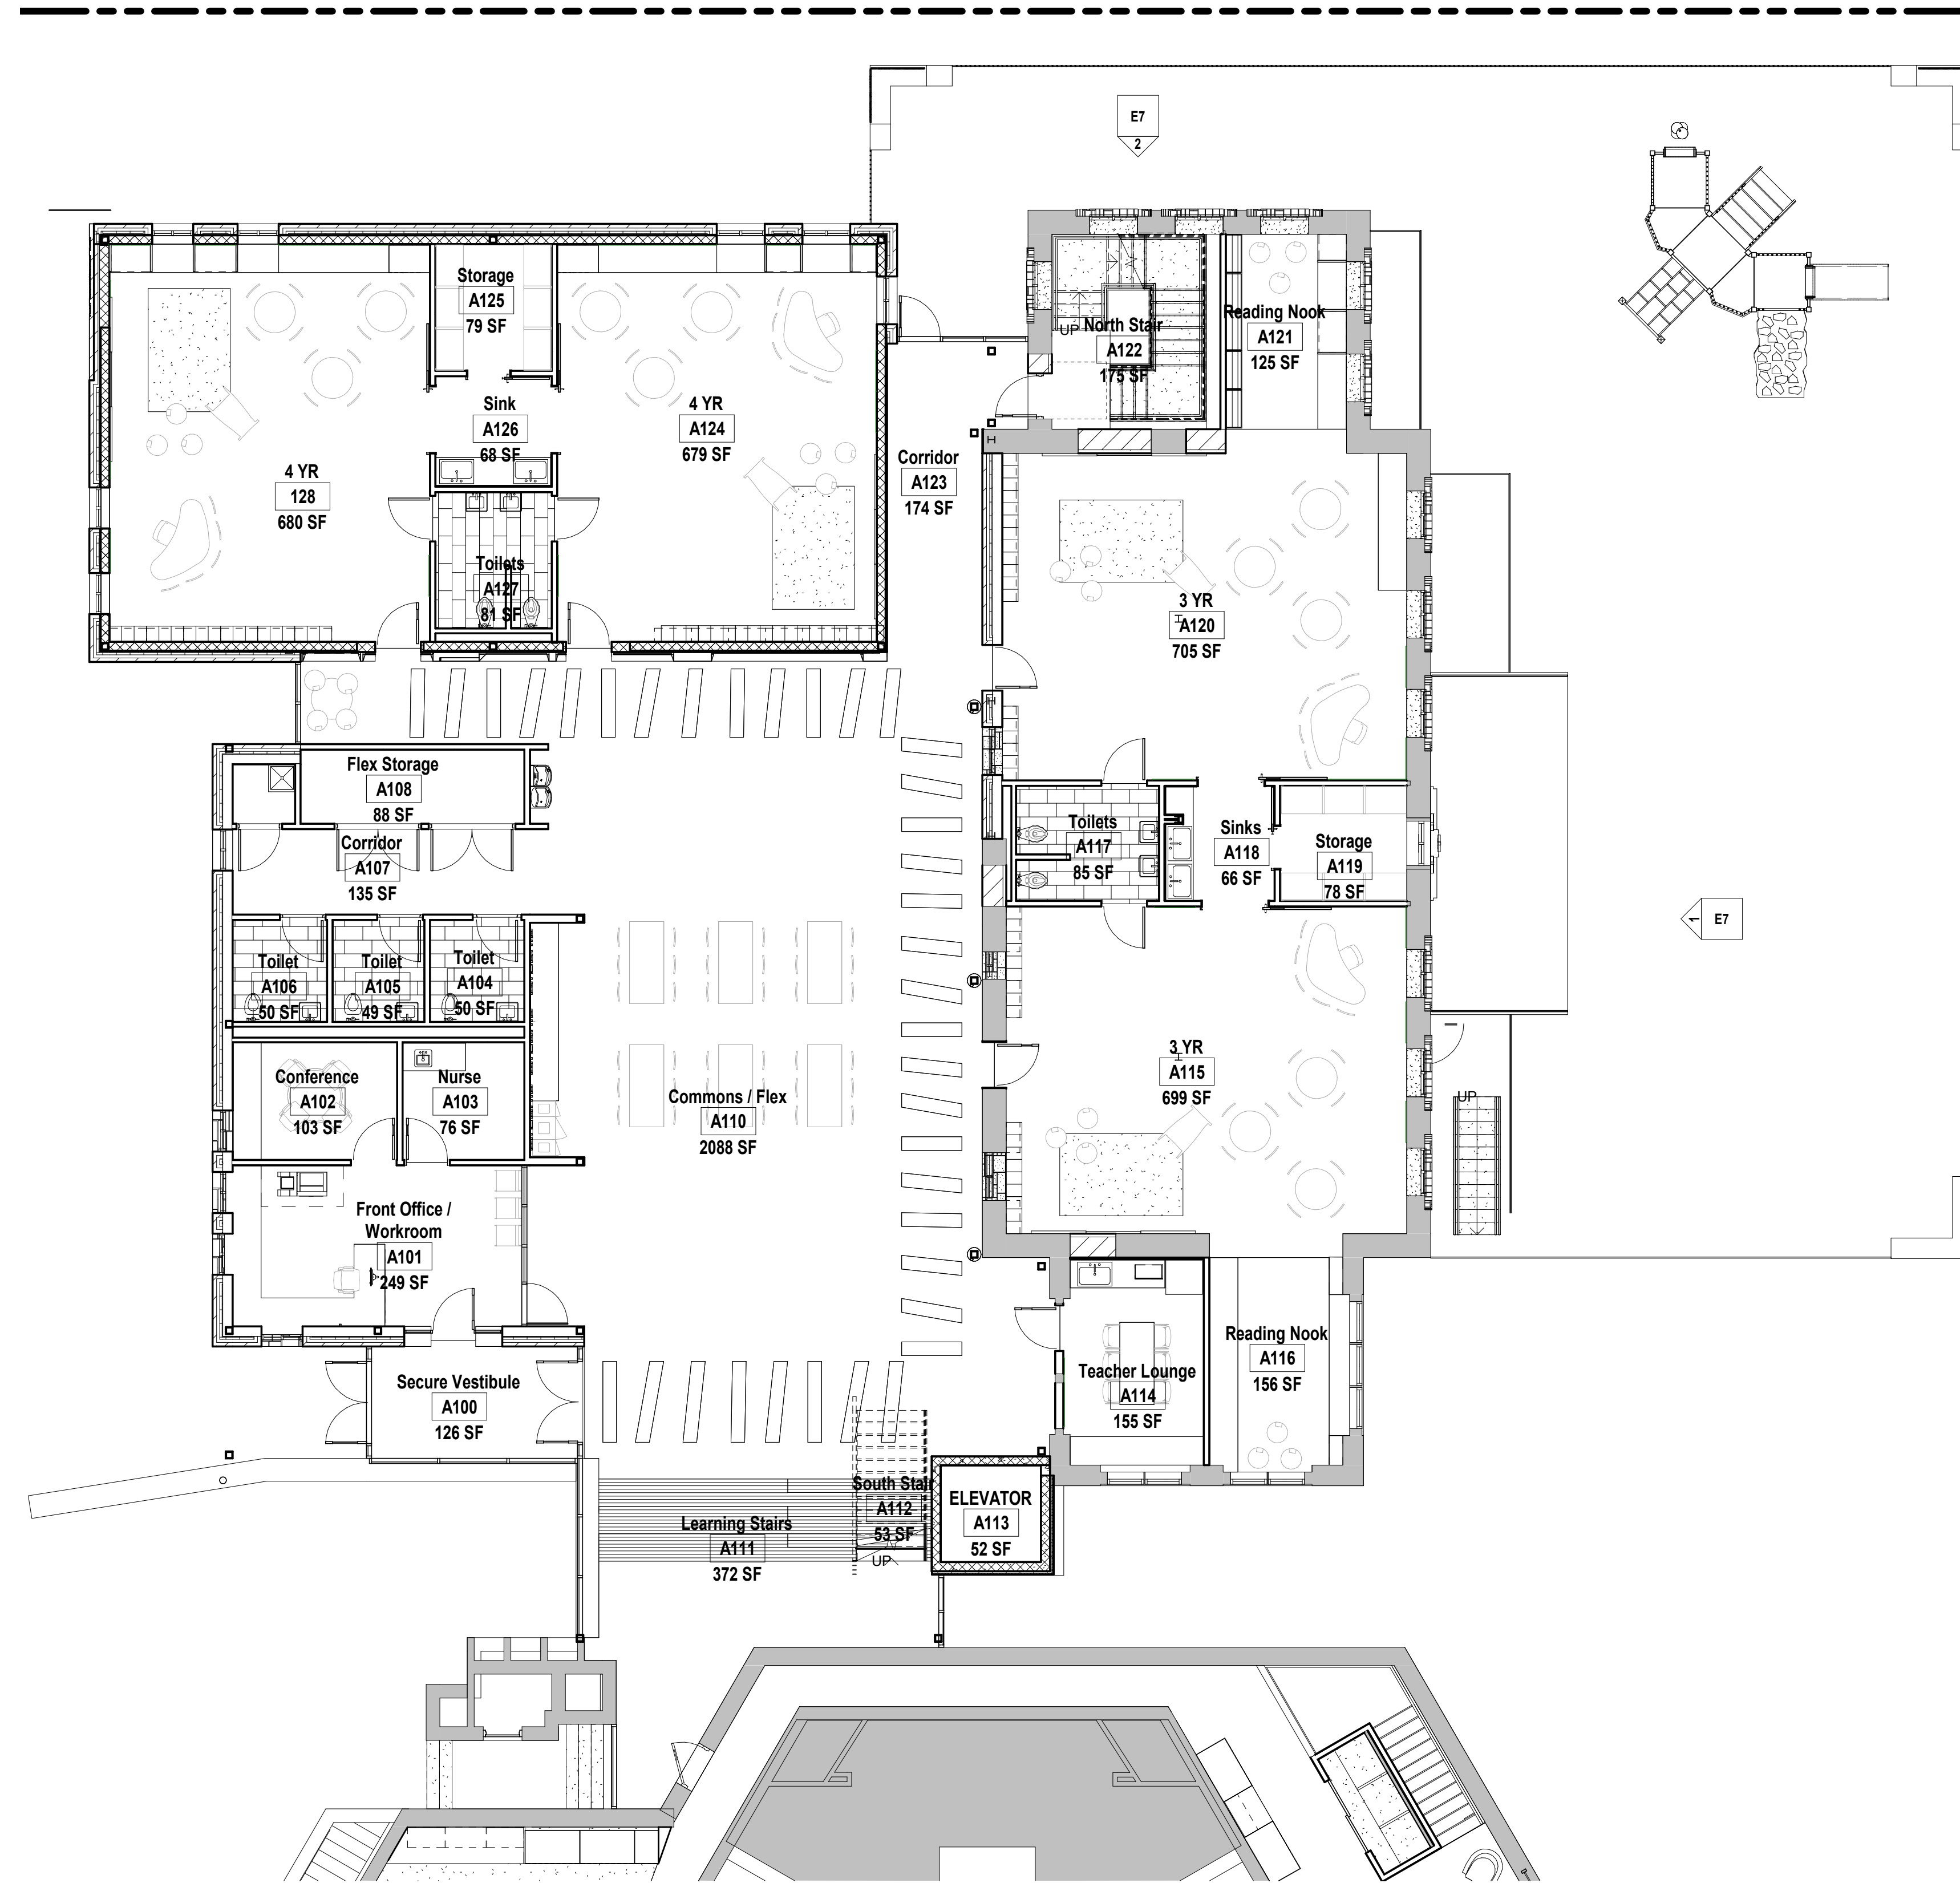 E7
2
Storage
A125
79 SF
UP
North Stair
A122
175 SF
Reading Nook
A121
125 SF
Sink
A126
68 SF
4 YR
A124
679 SF
4 YR
128
680 SF
Corridor
A123
174 SF
Toilets
A127
81 SF
3 YR
A120
705 SF
Flex Storage
A108
88 SF
Corridor
A107
135 SF
Toilets
A117
85 SF
Sinks
A118
66 SF
Storage
A119
78 SF
1
E7
Toilet
A106
50 SF
Toilet
A105
49 SF
Toilet
A104
50 SF
Conference
A102
103 SF
Nurse
A103
76 SF
Commons / Flex
A110
2088 SF
3 YR
A115
699 SF
UP
Front Office /
Workroom
A101
249 SF
Secure Vestibule
A100
126 SF
Teacher Lounge
A114
155 SF
Reading Nook
A116
156 SF
Learning Stairs
A111
372 SF
South Stair
A112
53 SF
UP
ELEVATOR
A113
52 SF